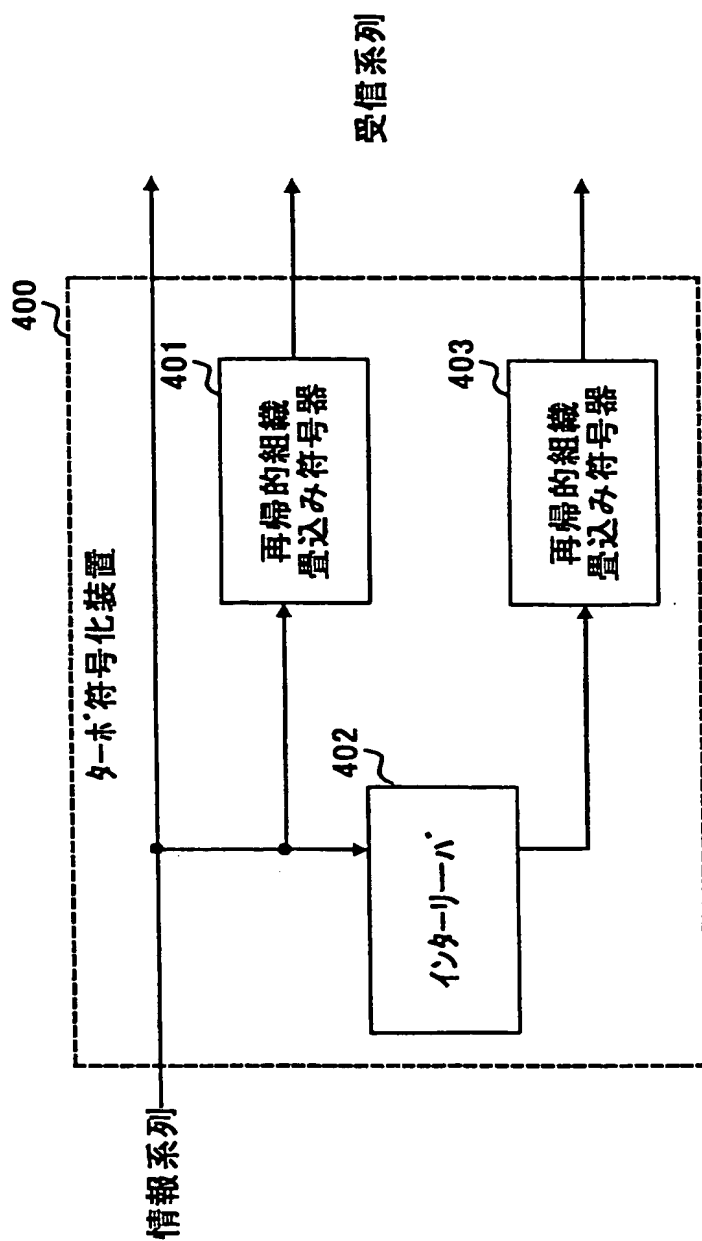 400
ターボ符号化装置
情報系列
受信系列
401
再帰的組織
畳込み符号器
402
インターリーバ
403
再帰的組織
畳込み符号器